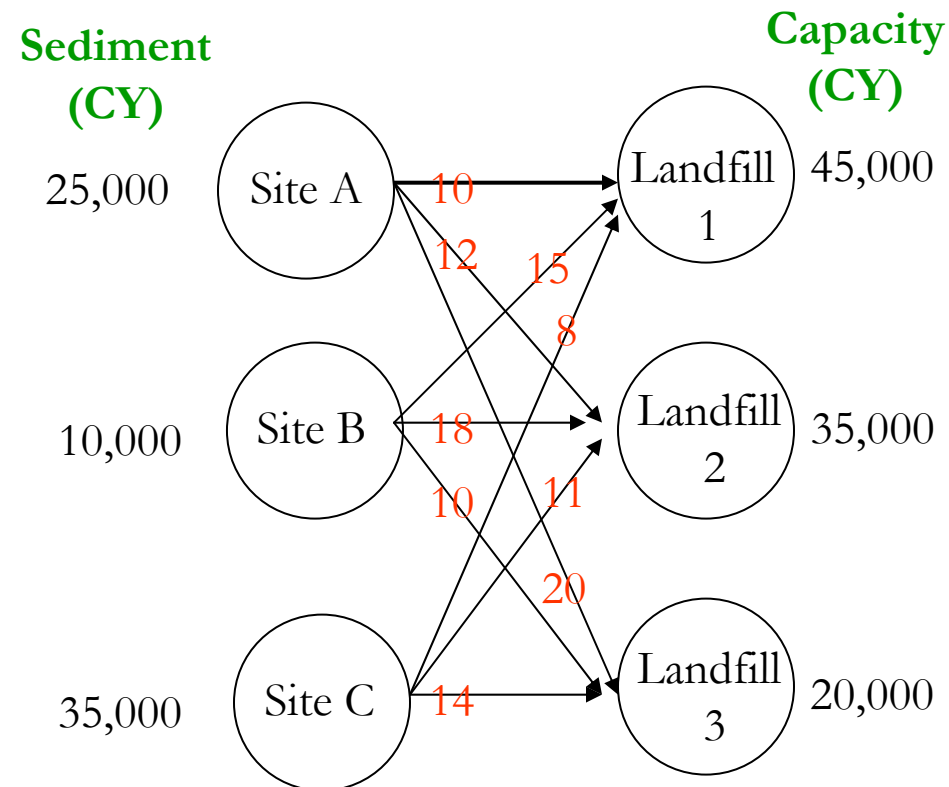 Sediment
(CY)
Capacity
(CY)
25,000
Site A
10
12
15
8
Landfill
1
45,000
10,000
Site B
18
10
11
20
Landfill
2
35,000
35,000
Site C
14
Landfill
3
20,000